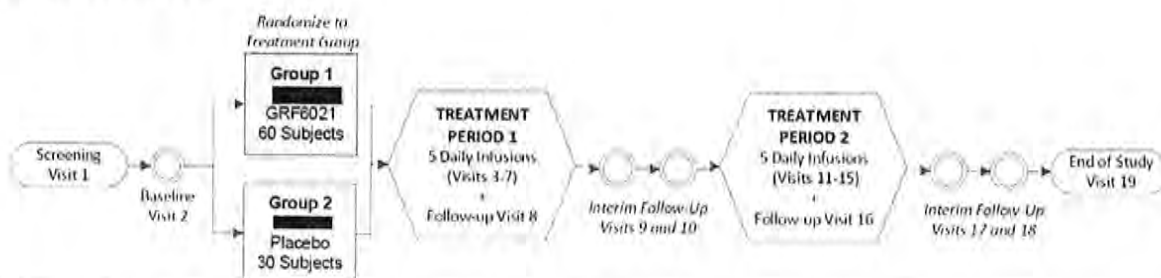 Randomize to
Treatment Group
Group 1
GRF6021
60 Subjects
Screening
Visit 1
Baseline
Visit 2
Group 2
Placebo
30 Subjects
TREATMENT
PERIOD 1
5 Daily Infusions
(Visits 3-7)
+
Follow-up Visit 8
Interim Follow-Up
Visits 9 and 10
TREATMENT
PERIOD 2
5 Daily Infusions
(Visits 11-15)
+
Follow-up Visit 16
Interim Follow-Up
Visits 17 and 18
End of Study
Visit 19